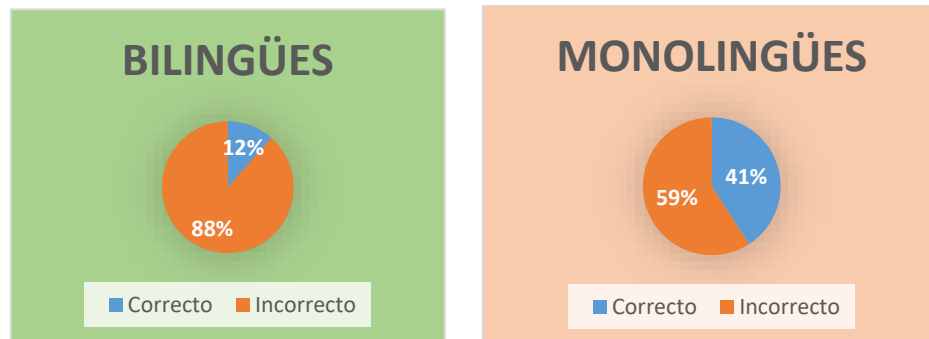 BILINGÜES
12%
88%
Correcto Incorrecto
MONOLINGÜES
41%
59%
Correcto Incorrecto